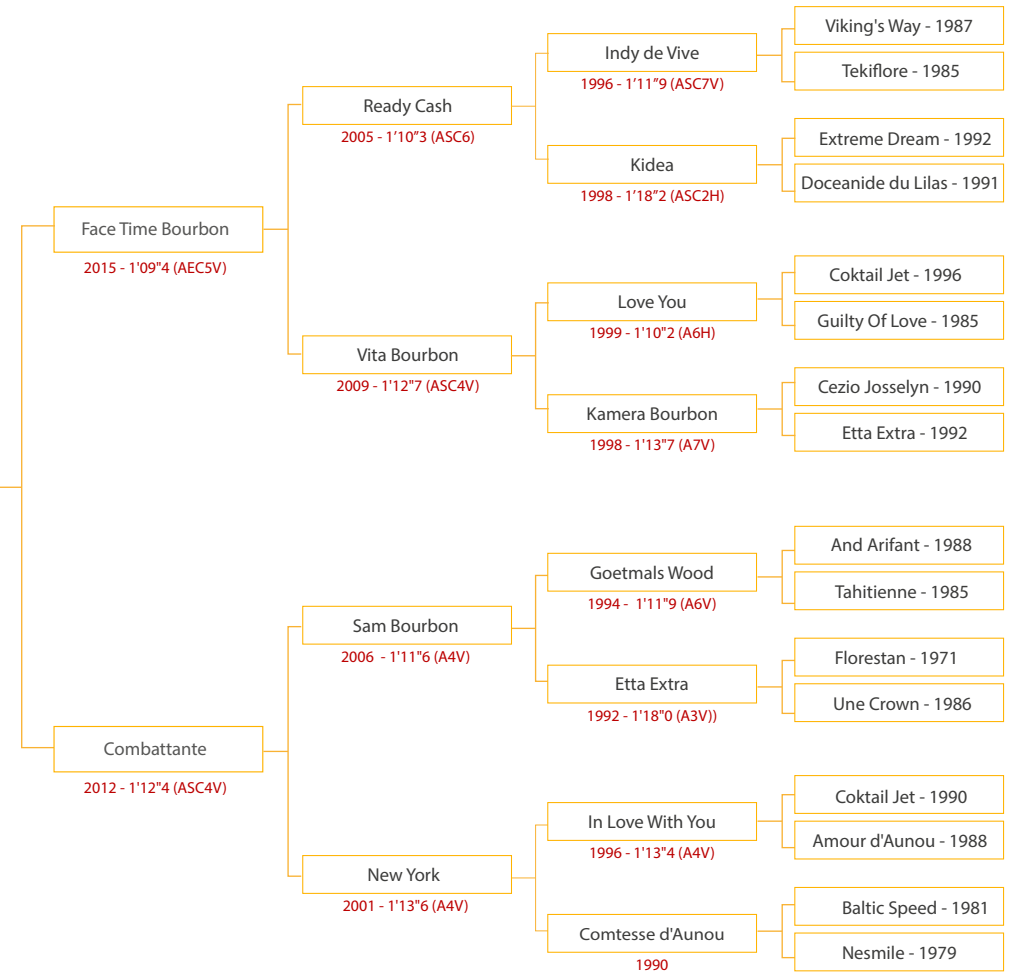 Viking's Way - 1987
Indy de Vive
Tekiflore - 1985
1996 - 1’11”9 (ASC7V)
Ready Cash
2005 - 1’10”3 (ASC6)
Extreme Dream - 1992
Kidea
Doceanide du Lilas - 1991
1998 - 1’18”2 (ASC2H)
Face Time Bourbon
2015 - 1'09"4 (AEC5V)
Coktail Jet - 1996
Love You
Guilty Of Love - 1985
1999 - 1'10"2 (A6H)
Vita Bourbon
2009 - 1'12"7 (ASC4V)
Cezio Josselyn - 1990
Kamera Bourbon
Etta Extra - 1992
1998 - 1'13"7 (A7V)
And Arifant - 1988
Goetmals Wood
Tahitienne - 1985
1994 -  1'11"9 (A6V)
Sam Bourbon
2006  - 1'11"6 (A4V)
Florestan - 1971
Etta Extra
Une Crown - 1986
1992 - 1'18"0 (A3V))
Combattante
2012 - 1'12"4 (ASC4V)
Coktail Jet - 1990
In Love With You
Amour d'Aunou - 1988
1996 - 1'13"4 (A4V)
New York
2001 - 1'13"6 (A4V)
Baltic Speed - 1981
Comtesse d'Aunou
Nesmile - 1979
1990